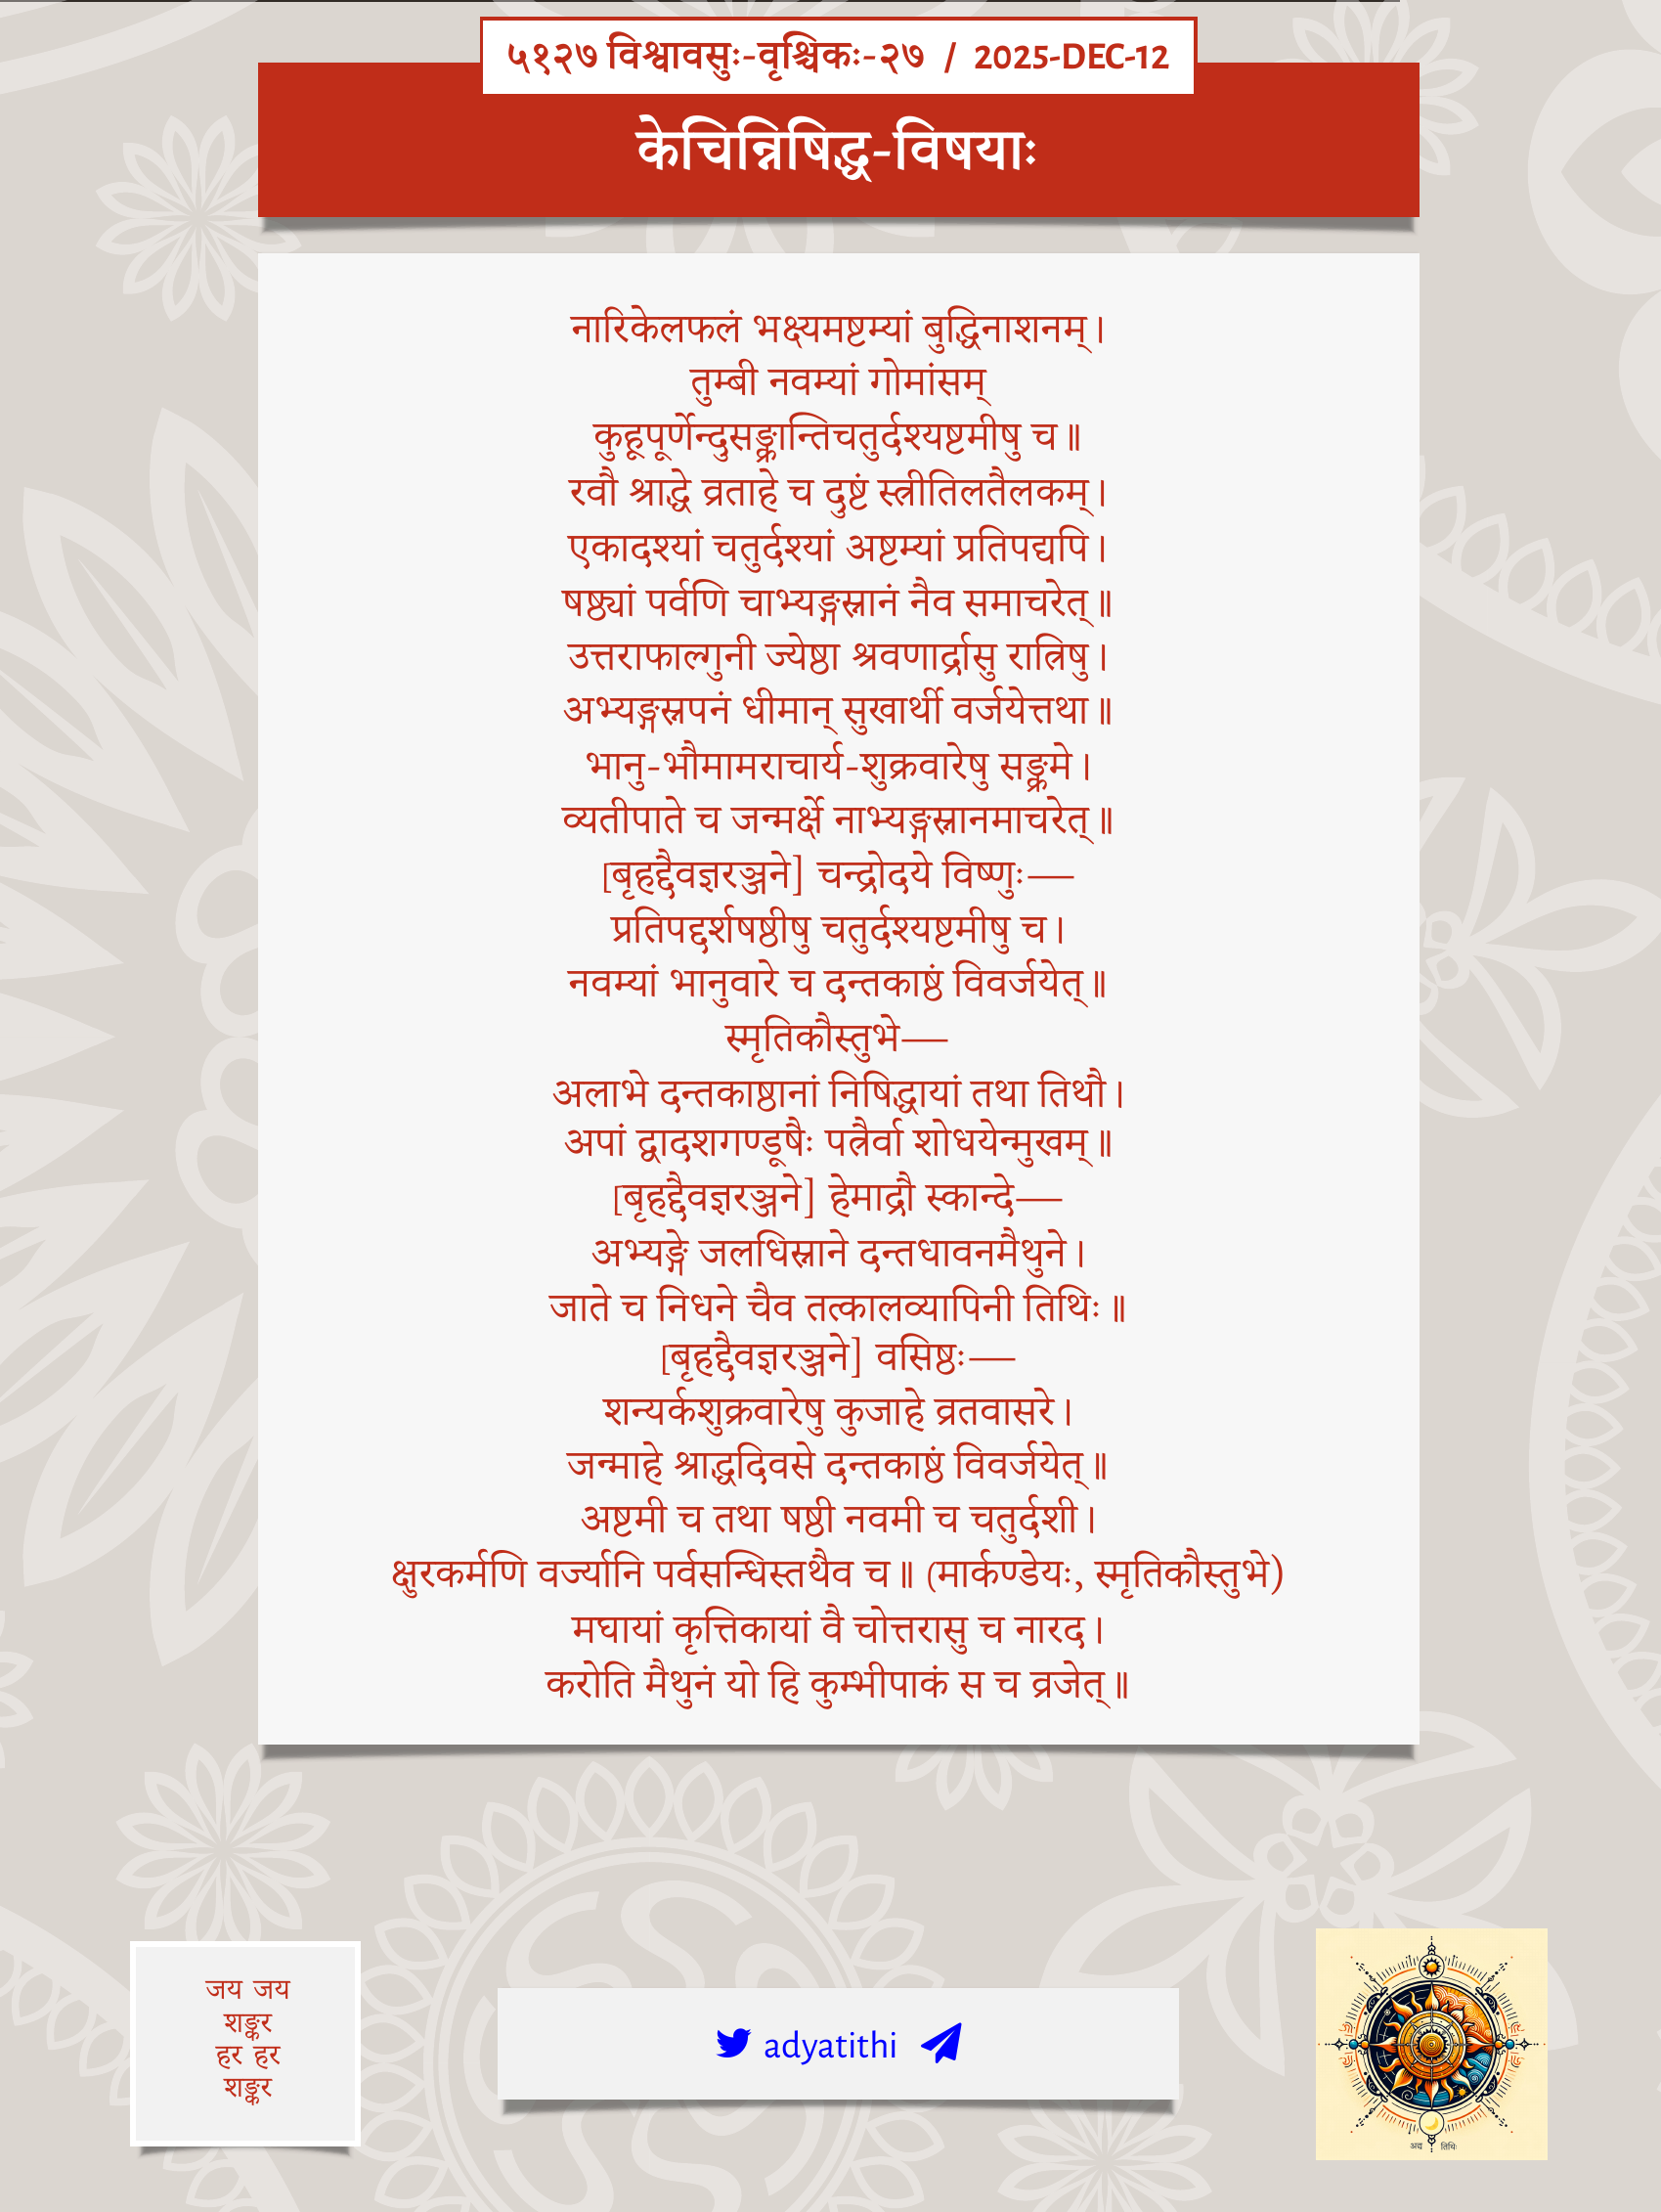 ५१२७ विश्वावसुः-वृश्चिकः-२७ / 2025-DEC-12
केचिन्निषिद्ध-विषयाः
नारिकेलफलं भक्ष्यमष्टम्यां बुद्धिनाशनम्।
तुम्बी नवम्यां गोमांसम्
कुहूपूर्णेन्दुसङ्क्रान्तिचतुर्दश्यष्टमीषु च॥
रवौ श्राद्धे व्रताहे च दुष्टं स्त्रीतिलतैलकम्।
एकादश्यां चतुर्दश्यां अष्टम्यां प्रतिपद्यपि।
षष्ठ्यां पर्वणि चाभ्यङ्गस्नानं नैव समाचरेत्॥
उत्तराफाल्गुनी ज्येष्ठा श्रवणार्द्रासु रात्रिषु।
अभ्यङ्गस्नपनं धीमान् सुखार्थी वर्जयेत्तथा॥
भानु-भौमामराचार्य-शुक्रवारेषु सङ्क्रमे।
व्यतीपाते च जन्मर्क्षे नाभ्यङ्गस्नानमाचरेत्॥
[बृहद्दैवज्ञरञ्जने] चन्द्रोदये विष्णुः—
प्रतिपद्दर्शषष्ठीषु चतुर्दश्यष्टमीषु च।
नवम्यां भानुवारे च दन्तकाष्ठं विवर्जयेत्॥
स्मृतिकौस्तुभे—
अलाभे दन्तकाष्ठानां निषिद्धायां तथा तिथौ।
अपां द्वादशगण्डूषैः पत्रैर्वा शोधयेन्मुखम्॥
[बृहद्दैवज्ञरञ्जने] हेमाद्रौ स्कान्दे—
अभ्यङ्गे जलधिस्नाने दन्तधावनमैथुने।
जाते च निधने चैव तत्कालव्यापिनी तिथिः॥
[बृहद्दैवज्ञरञ्जने] वसिष्ठः—
शन्यर्कशुक्रवारेषु कुजाहे व्रतवासरे।
जन्माहे श्राद्धदिवसे दन्तकाष्ठं विवर्जयेत्॥
अष्टमी च तथा षष्ठी नवमी च चतुर्दशी।
क्षुरकर्मणि वर्ज्यानि पर्वसन्धिस्तथैव च॥ (मार्कण्डेयः, स्मृतिकौस्तुभे)
मघायां कृत्तिकायां वै चोत्तरासु च नारद।
करोति मैथुनं यो हि कुम्भीपाकं स च व्रजेत्॥
जय जय
शङ्कर
हर हर
शङ्कर
adyatithi
अद्य तिथिः